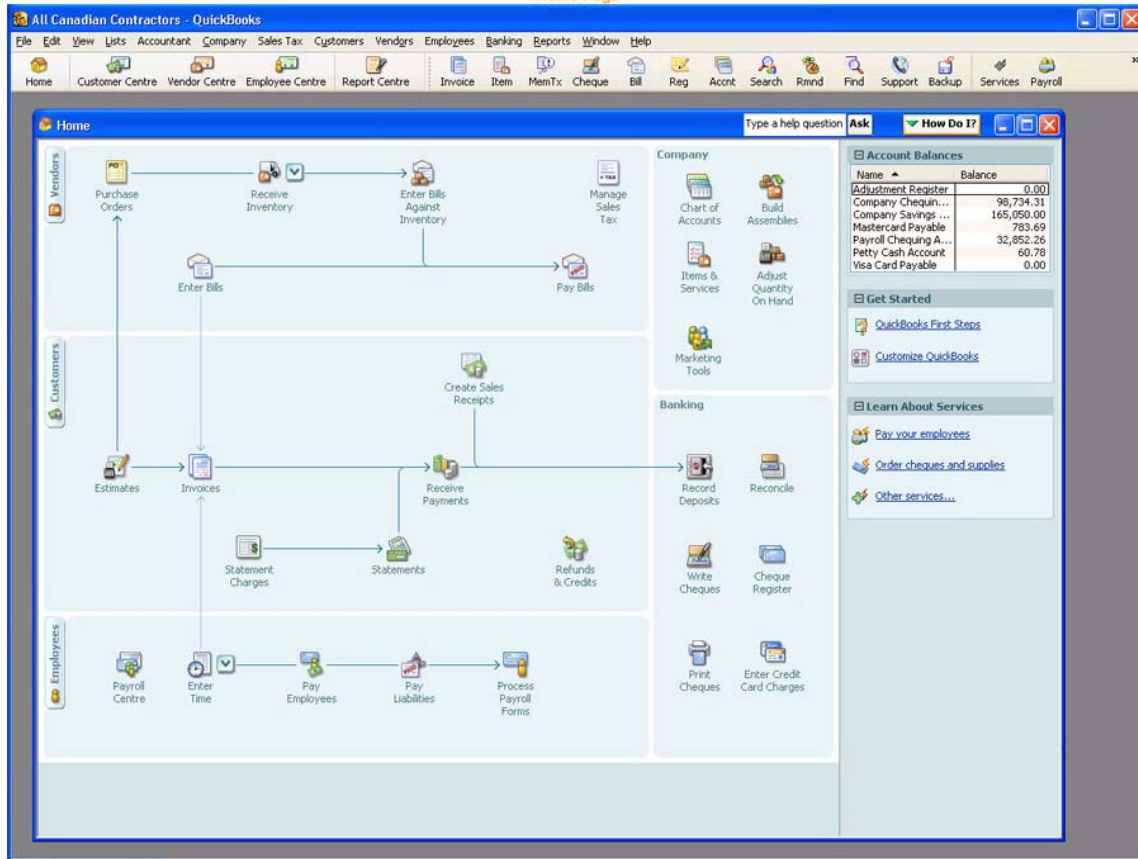 All Canadian Contractors - QuickBooks
File Edit View Lists Accountant Company Sales Tax Customers Vendors Employees Banking Reports Window Help
Home Customer Centre Vendor Centre Employee Centre Report Centre Invoice Item MemTx Cheque Bill Reg Accnt Search Rmnd Find Support Backup Services Payroll
Home Type a help question Ask How Do I?
Vendors
Purchase
Orders
Receive
Inventory
Enter Bills
Against
Inventory
Manage
Sales
Tax
Enter Bills
Pay Bills
Customers
Create Sales
Receipts
Estimates
Invoices
Receive
Payments
Statement
Charges
Statements
Refunds
& Credits
Employees
Payroll
Centre
Enter
Time
Pay
Employees
Pay
Liabilities
Process
Payroll
Forms
Company
Chart of
Accounts
Build
Assemblies
Items &
Services
Adjust
Quantity
On Hand
Marketing
Tools
Banking
Record
Deposits
Reconcile
Write
Cheques
Cheque
Register
Print
Cheques
Enter Credit
Card Charges
Account Balances
Name Balance
Adjustment Register 0.00
Company Chequin... 98,734.31
Company Savings ... 165,050.00
Mastercard Payable 783.69
Payroll Chequing A... 32,852.26
Petty Cash Account 60.78
Visa Card Payable 0.00
Get Started
QuickBooks First Steps
Customize QuickBooks
Learn About Services
Pay your employees
Order cheques and supplies
Other services...